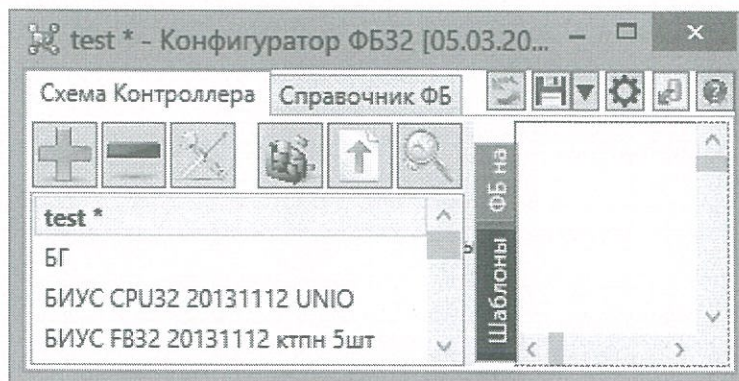 test * - Конфигуратор ФБ32 [05.03.20...
Схема Контроллера
Справочник ФБ
test *
БГ
БИУС CPU32 20131112 UNIO
БИУС FB32 20131112 ктпн 5шт
ФБ на
Шаблоны